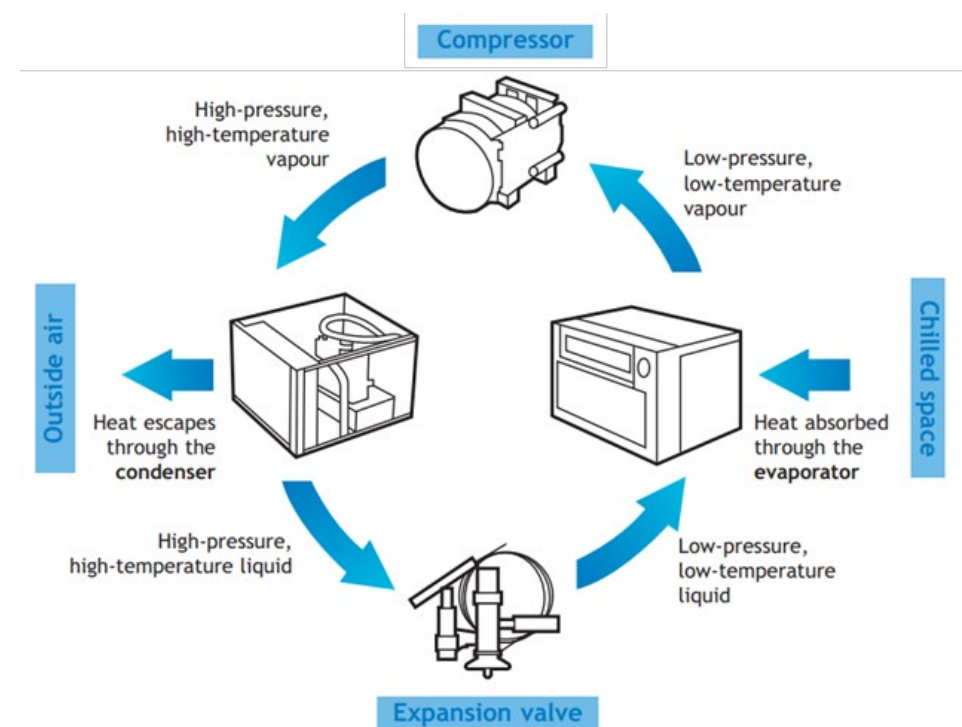 Compressor
High-pressure,
high-temperature
vapour
Low-pressure,
low-temperature
vapour
Outside air
Chilled space
Heat escapes
through the
condenser
Heat absorbed
through the
evaporator
High-pressure,
high-temperature liquid
Low-pressure,
low-temperature
liquid
Expansion valve